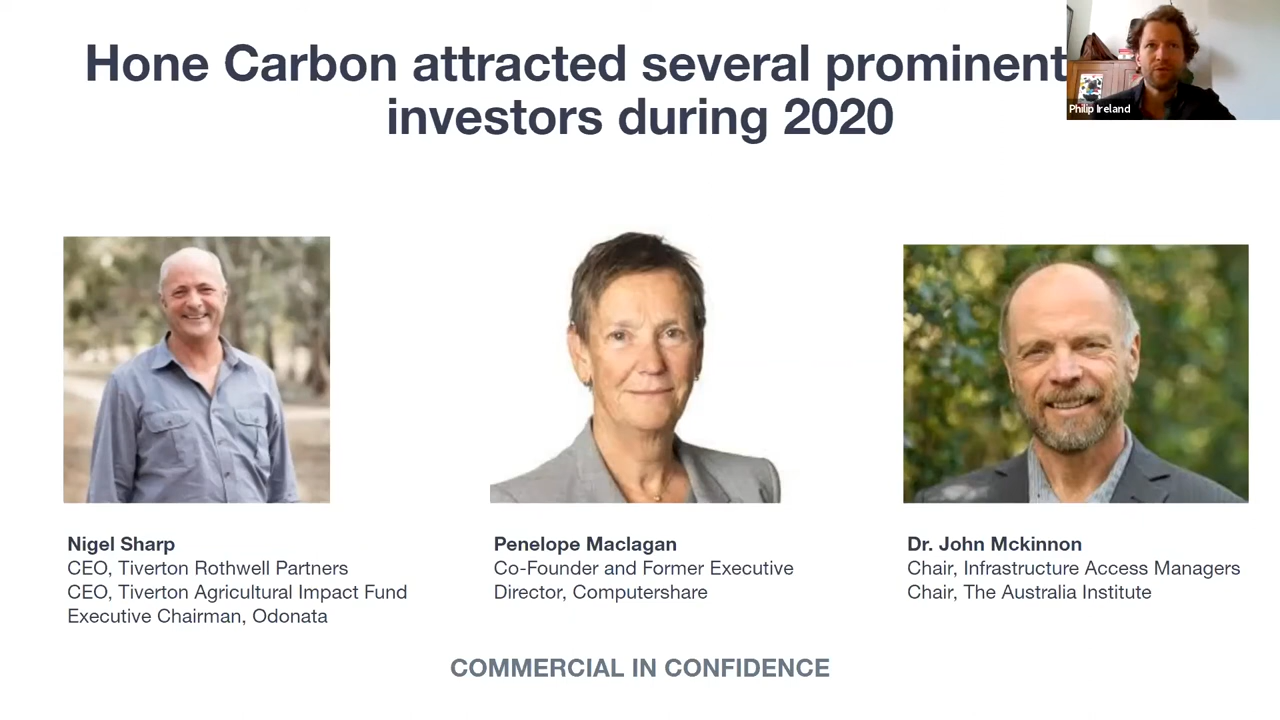 Hone Carbon attracted several prominent
investors during 2020
Philip Ireland
Nigel Sharp
CEO, Tiverton Rothwell Partners
CEO, Tiverton Agricultural Impact Fund
Executive Chairman, Odonata
Penelope Maclagan
Co-Founder and Former Executive
Director, Computershare
Dr. John Mckinnon
Chair, Infrastructure Access Managers
Chair, The Australia Institute
COMMERCIAL IN CONFIDENCE